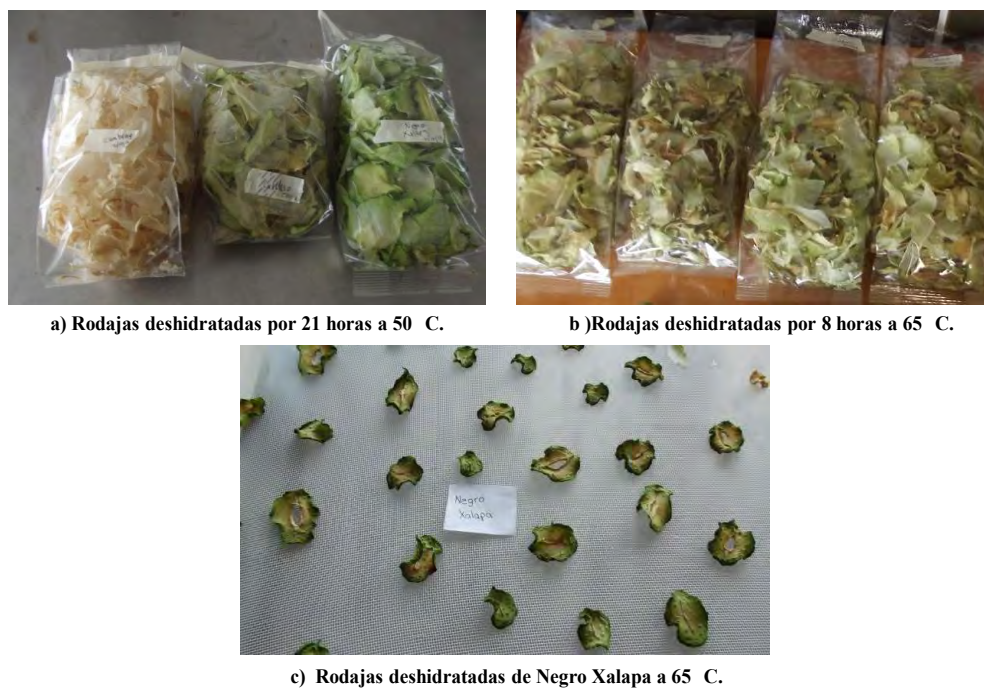 a) Rodajas deshidratadas por 21 horas a 50 C.
b )Rodajas deshidratadas por 8 horas a 65 C.
Negro
Xalapa
c) Rodajas deshidratadas de Negro Xalapa a 65 C.